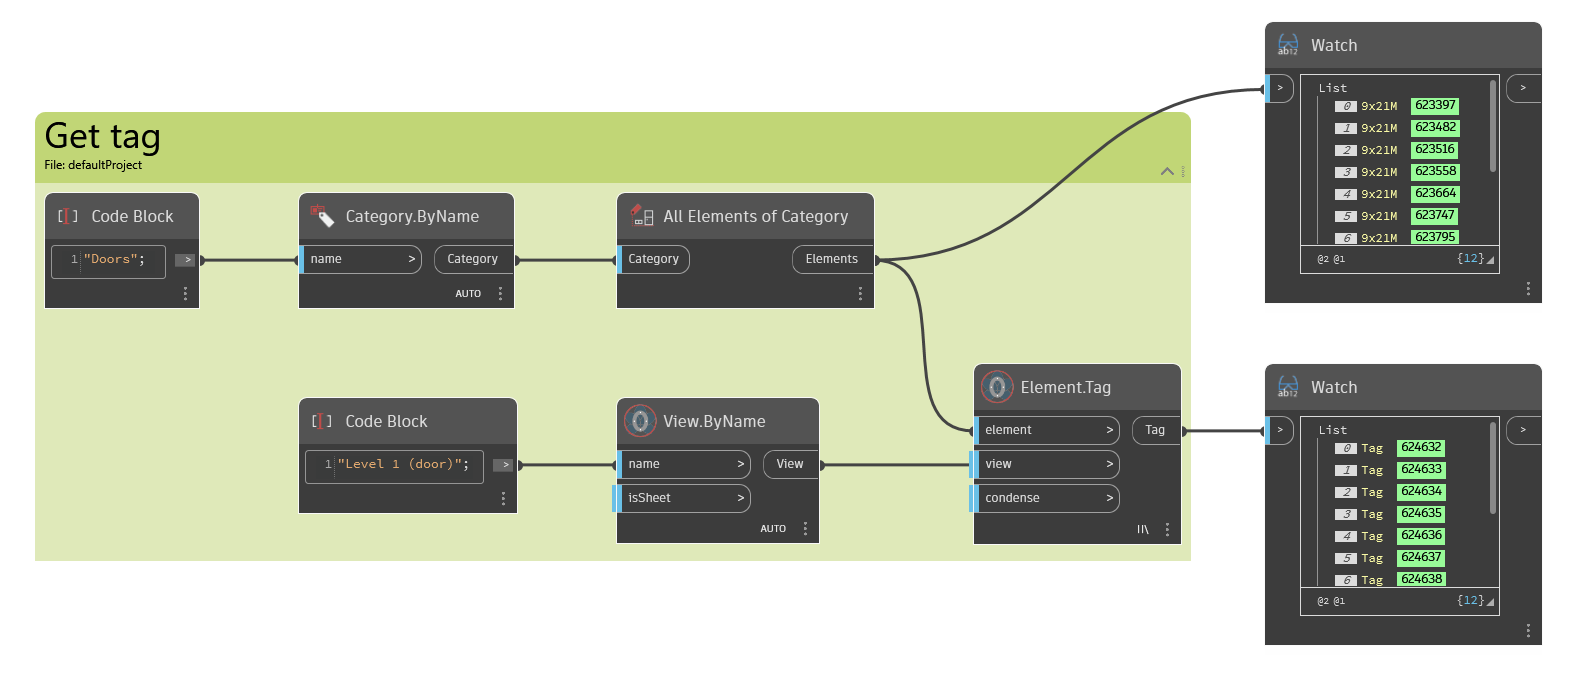 Get tag
File: defaultProject
Code Block
1 "Doors"; >
Category.ByName
name > Category
AUTO
All Elements of Category
Category Elements
Code Block
1 "Level 1 (door)"; >
View.ByName
name > View
isSheet >
AUTO
Element.Tag
element > Tag
view >
condense >
Watch
> List >
0 9x21M 623397
1 9x21M 623482
2 9x21M 623516
3 9x21M 623558
4 9x21M 623664
5 9x21M 623747
6 9x21M 623795
@2 @1 {12}
Watch
> List >
0 Tag 624632
1 Tag 624633
2 Tag 624634
3 Tag 624635
4 Tag 624636
5 Tag 624637
6 Tag 624638
@2 @1 {12}